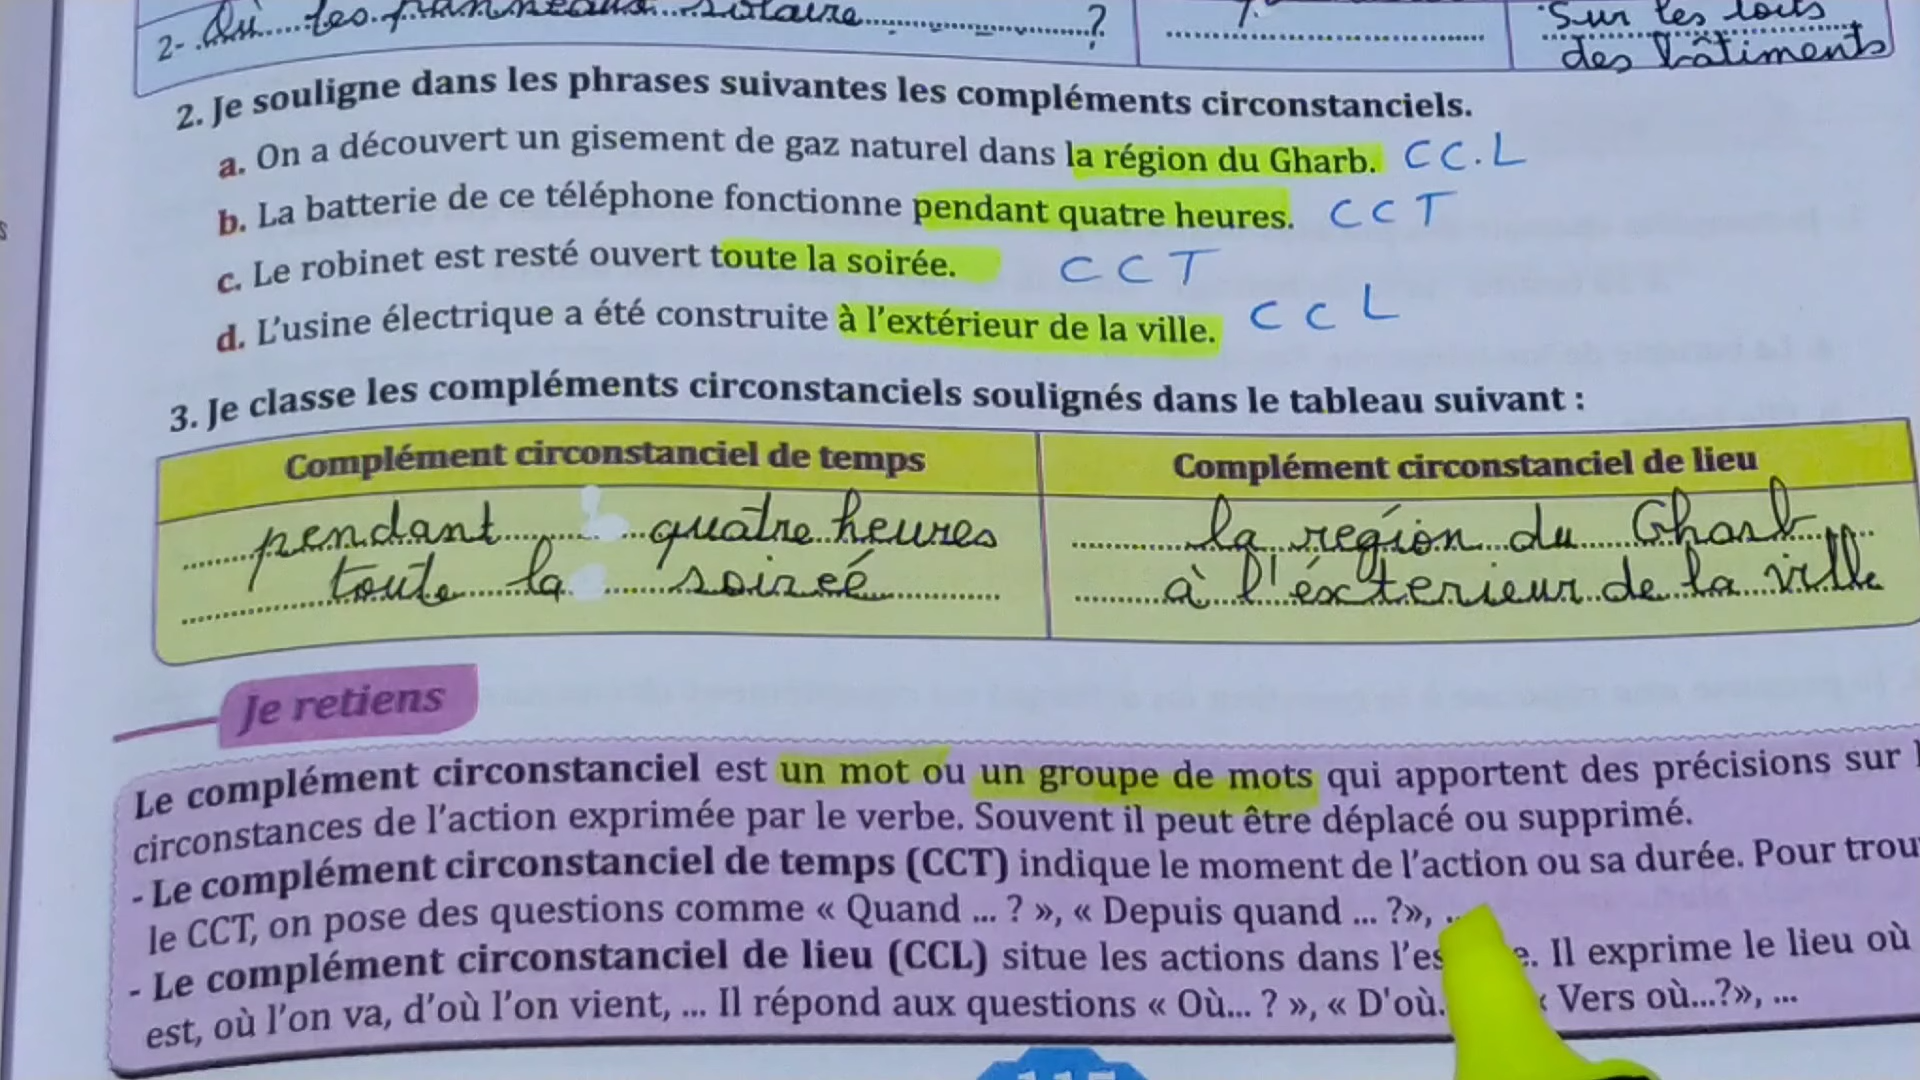 2- Où les panneaux solaire ?
Sur les toits
des bâtiments
2. Je souligne dans les phrases suivantes les compléments circonstanciels.
a. On a découvert un gisement de gaz naturel dans la région du Gharb. CC.L
b. La batterie de ce téléphone fonctionne pendant quatre heures. CCT
c. Le robinet est resté ouvert toute la soirée. CCT
d. L'usine électrique a été construite à l'extérieur de la ville. CCL
3. Je classe les compléments circonstanciels soulignés dans le tableau suivant :
Complément circonstanciel de temps
Complément circonstanciel de lieu
pendant quatre heures
toute la soireé
la region du Gharb
à l'éxterieur de la ville
Je retiens
Le complément circonstanciel est un mot ou un groupe de mots qui apportent des précisions sur
circonstances de l'action exprimée par le verbe. Souvent il peut être déplacé ou supprimé.
- Le complément circonstanciel de temps (CCT) indique le moment de l'action ou sa durée. Pour trou
le CCT, on pose des questions comme « Quand ... ? », « Depuis quand ... ?», ..
- Le complément circonstanciel de lieu (CCL) situe les actions dans l'es e. Il exprime le lieu où
est, où l'on va, d'où l'on vient, ... Il répond aux questions « Où... ? », « D'où. « Vers où...?», ...